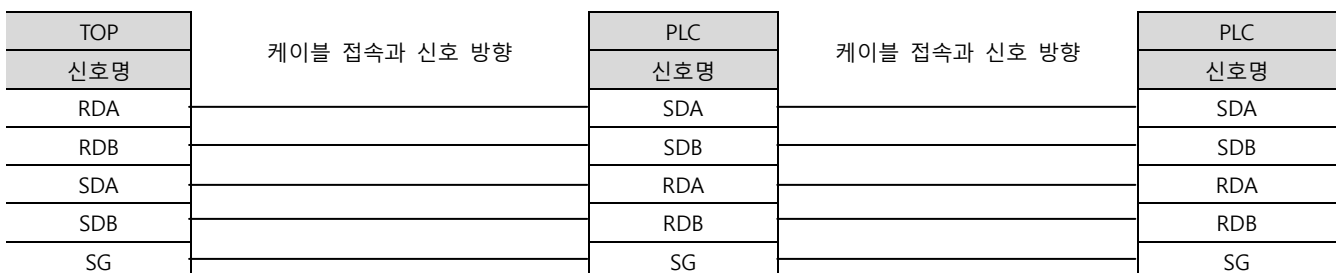 TOP 케이블 접속과 신호 방향 PLC 케이블 접속과 신호 방향 PLC
신호명 신호명 신호명
RDA SDA SDA
RDB SDB SDB
SDA RDA RDA
SDB RDB RDB
SG SG SG